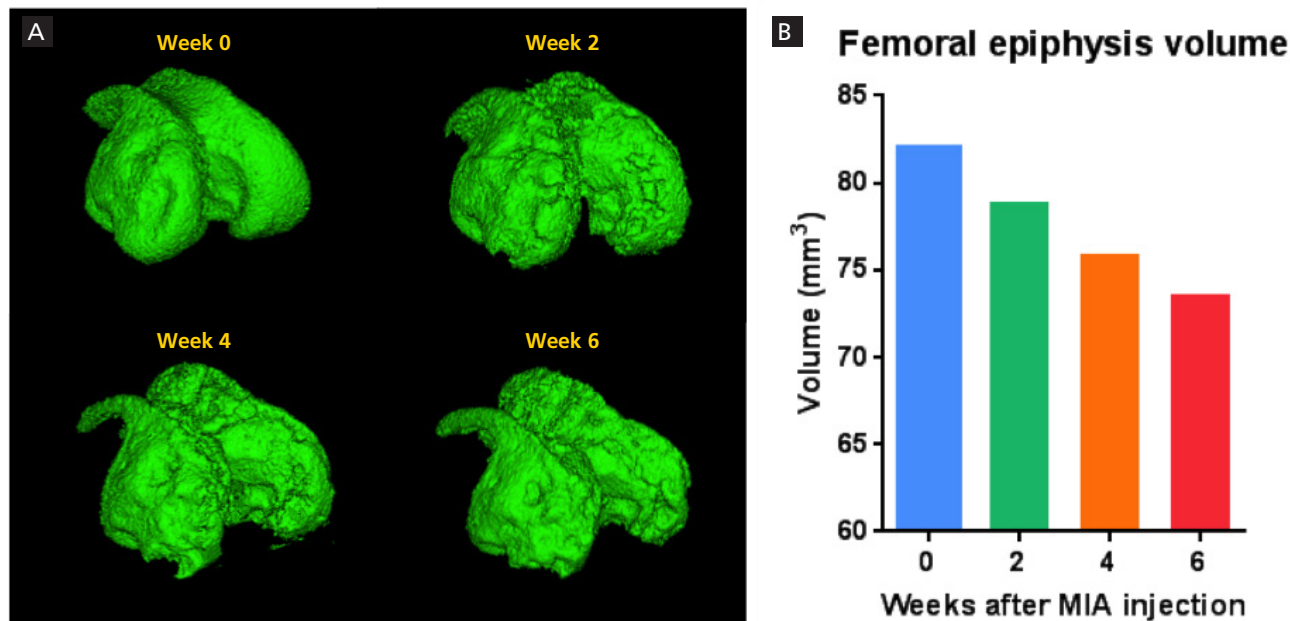 A
Week 0
Week 2
Week 4
Week 6
B
Femoral epiphysis volume
85
80
75
70
65
60
Volume (mm³)
0 2 4 6
Weeks after MIA injection